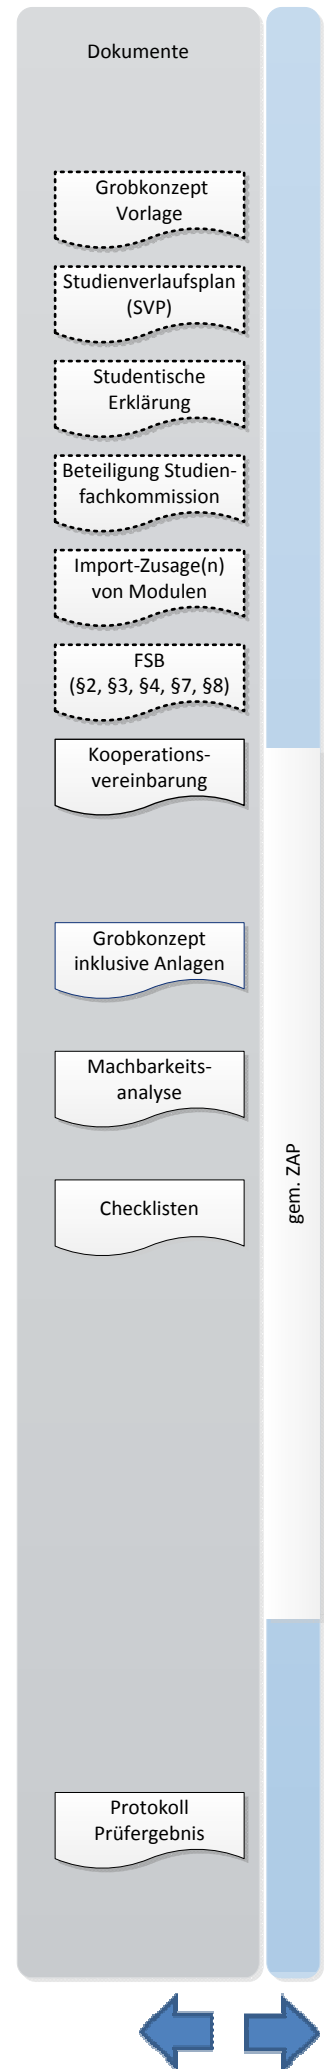 Dokumente
Grobkonzept
Vorlage
Studienverlaufsplan
(SVP)
Studentische
Erklärung
Beteiligung Studien-
fachkommission
Import-Zusage(n)
von Modulen
FSB
(§2, §3, §4, §7, §8)
Kooperations-
vereinbarung
Grobkonzept
inklusive Anlagen
Machbarkeits-
analyse
gem. ZAP
Checklisten
Protokoll
Prüfergebnis